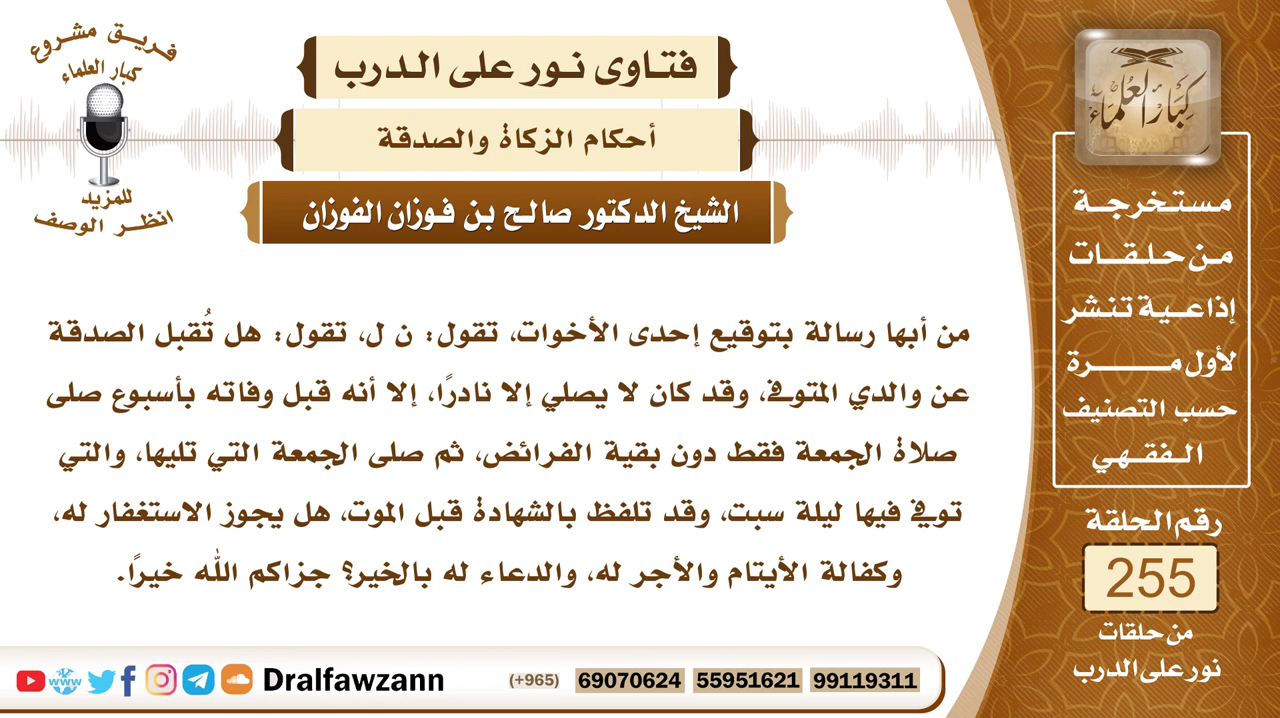 فريق مشروع
كبار العلماء
للمزيد
انظر الوصف
فتاوى نور على الدرب
أحكام الزكاة والصدقة
الشيخ الدكتور صالح بن فوزان الفوزان
من أبها رسالة بتوقيع إحدى الأخوات، تقول: ن ل، تقول: هل تُقبل الصدقة
عن والدي المتوفى، وقد كان لا يصلي إلا نادرًا، إلا أنه قبل وفاته بأسبوع صلى
صلاة الجمعة فقط دون بقية الفرائض، ثم صلى الجمعة التي تليها، والتي
توفي فيها ليلة سبت، وقد تلفظ بالشهادة قبل الموت، هل يجوز الاستغفار له،
وكفالة الأيتام والأجر له، والدعاء له بالخير؟ جزاكم الله خيرًا.
كِبَارُ العُلَمَاء
مستخرجة
من حلقات
إذاعية تنشر
لأول مرة
حسب التصنيف
الفقهي
رقم الحلقة
255
من حلقات
نور على الدرب
www
Dralfawzann
(+965) 69070624 55951621 99119311